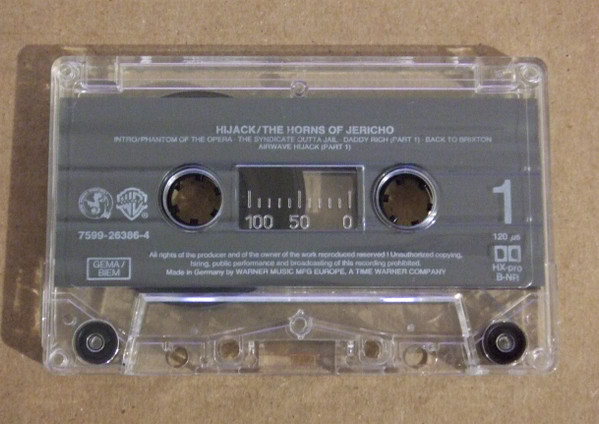 HIJACK/THE HORNS OF JERICHO
INTRO/PHANTOM OF THE OPERA · THE SYNDICATE OUTTA JAIL · DADDY RICH (PART 1) · BACK TO BRIXTON
AIRWAVE HIJACK (PART 1)
100 50 0
1
7599-26386-4
120 µs
GEMA/
BIEM
All rights of the producer and of the owner of the work reproduced reserved! Unauthorized copying,
hiring, public performance and broadcasting of this recording prohibited.
Made in Germany by WARNER MUSIC MFG EUROPE, A TIME WARNER COMPANY
HX-pro
B-NR